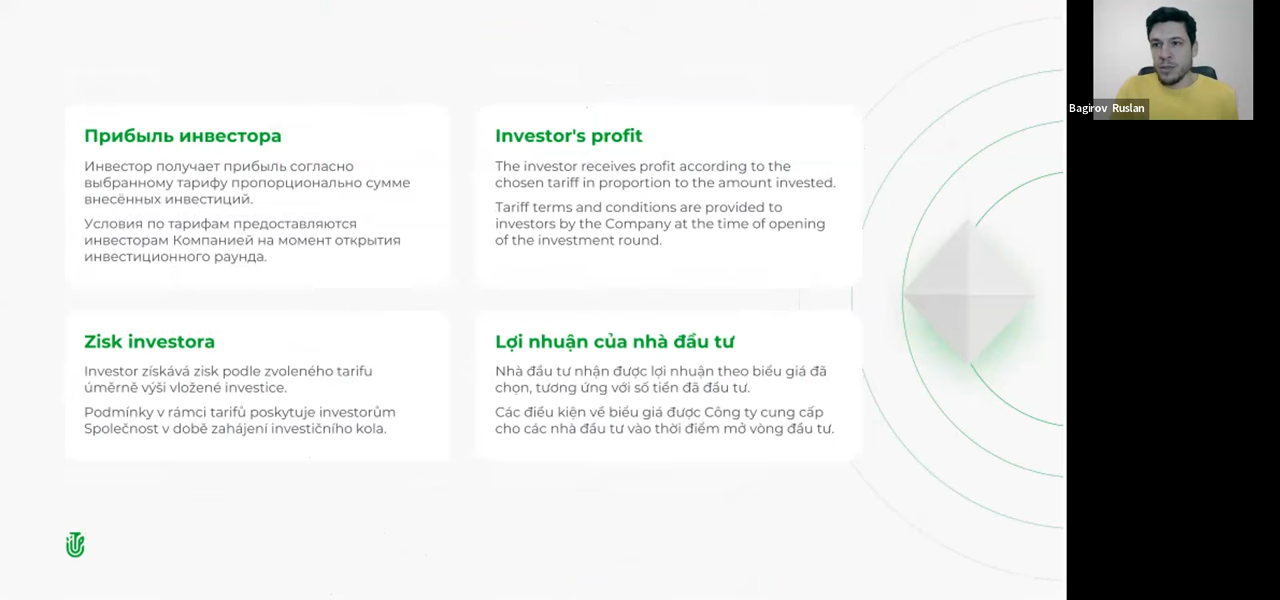 Прибыль инвестора
Инвестор получает прибыль согласно
выбранному тарифу пропорционально сумме
внесённых инвестиций.
Условия по тарифам предоставляются
инвесторам Компанией на момент открытия
инвестиционного раунда.
Investor's profit
The investor receives profit according to the
chosen tariff in proportion to the amount invested.
Tariff terms and conditions are provided to
investors by the Company at the time of opening
of the investment round.
Zisk investora
Investor získává zisk podle zvoleného tarifu
úměrně výši vložené investice.
Podmínky v rámci tarifů poskytuje investorům
Společnost v době zahájení investičního kola.
Lợi nhuận của nhà đầu tư
Nhà đầu tư nhận được lợi nhuận theo biểu giá đã
chọn, tương ứng với số tiền đã đầu tư.
Các điều kiện về biểu giá được Công ty cung cấp
cho các nhà đầu tư vào thời điểm mở vòng đầu tư.
Bagirov Ruslan